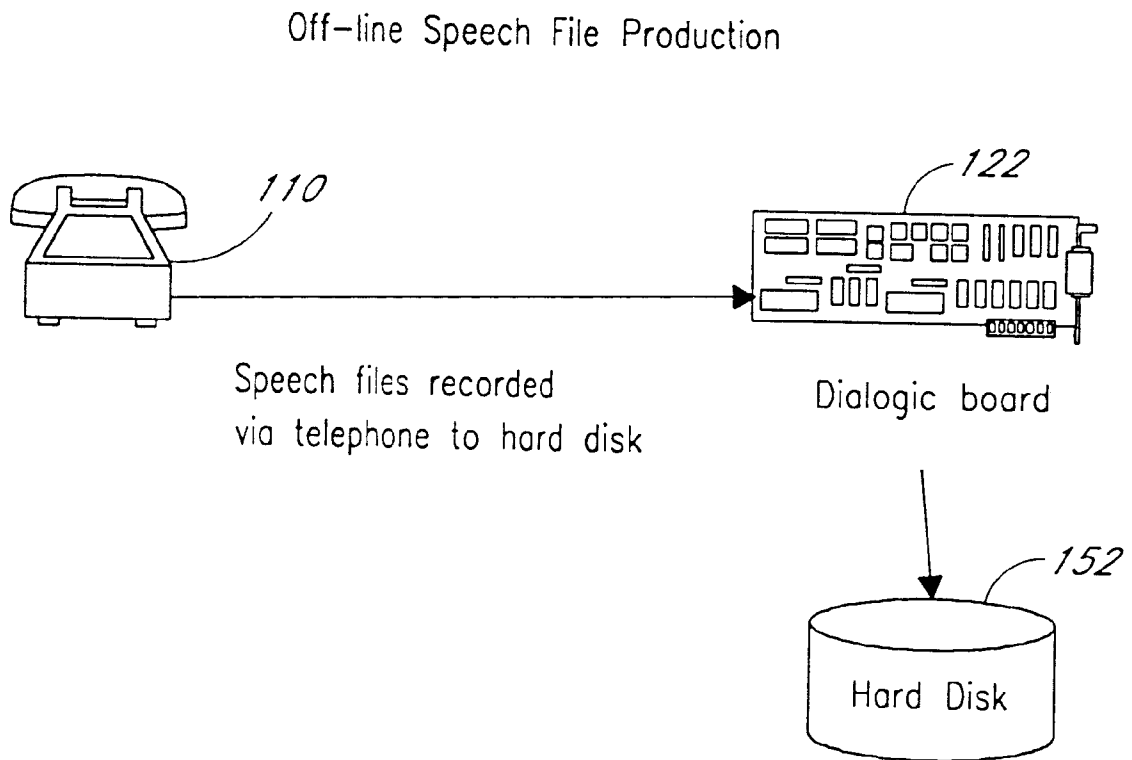 Off-line Speech File Production
110
122
Speech files recorded
via telephone to hard disk
Dialogic board
152
Hard Disk